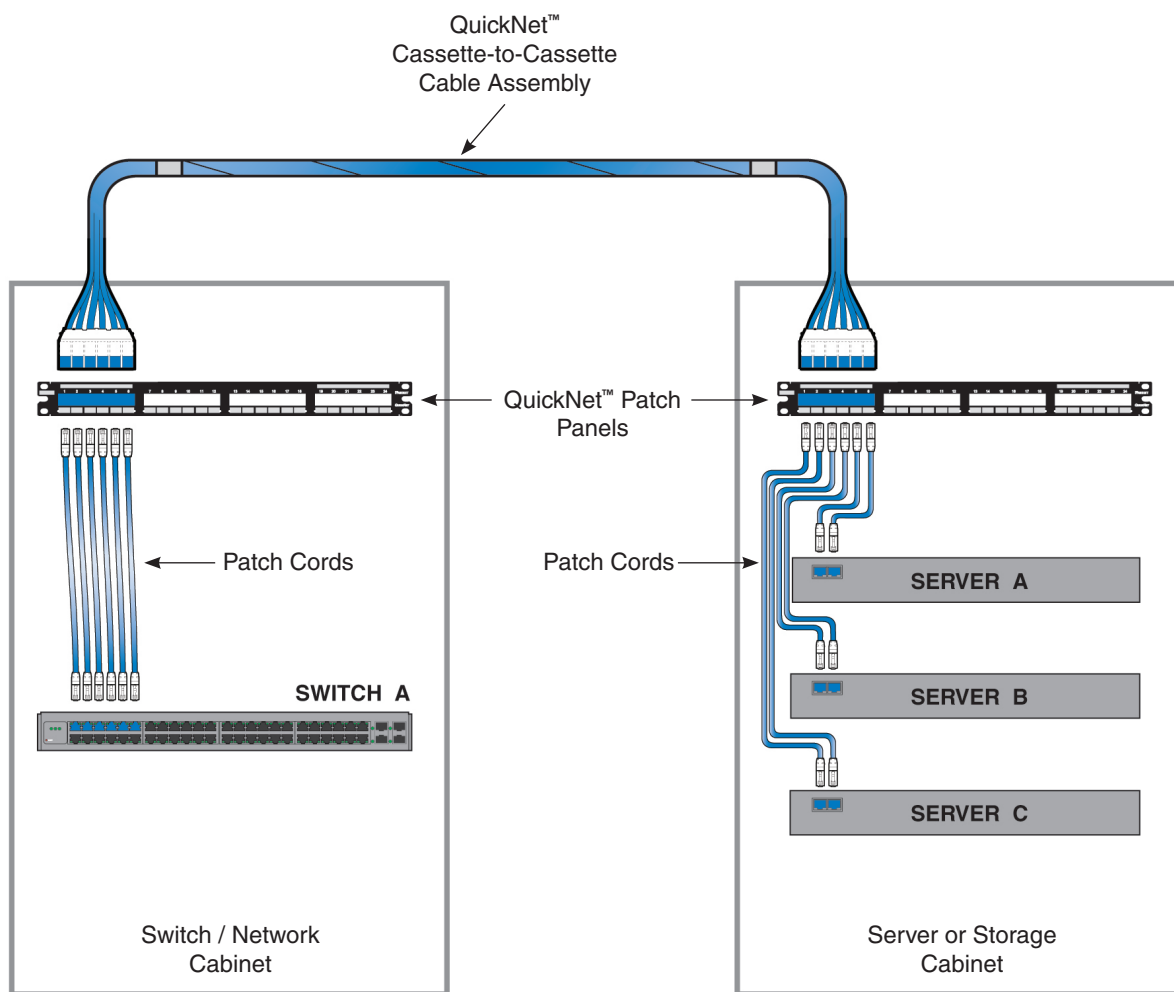 QuickNet™
Cassette-to-Cassette
Cable Assembly
QuickNet™ Patch
Panels
Patch Cords
Patch Cords
SERVER A
SWITCH A
SERVER B
SERVER C
Switch / Network
Cabinet
Server or Storage
Cabinet